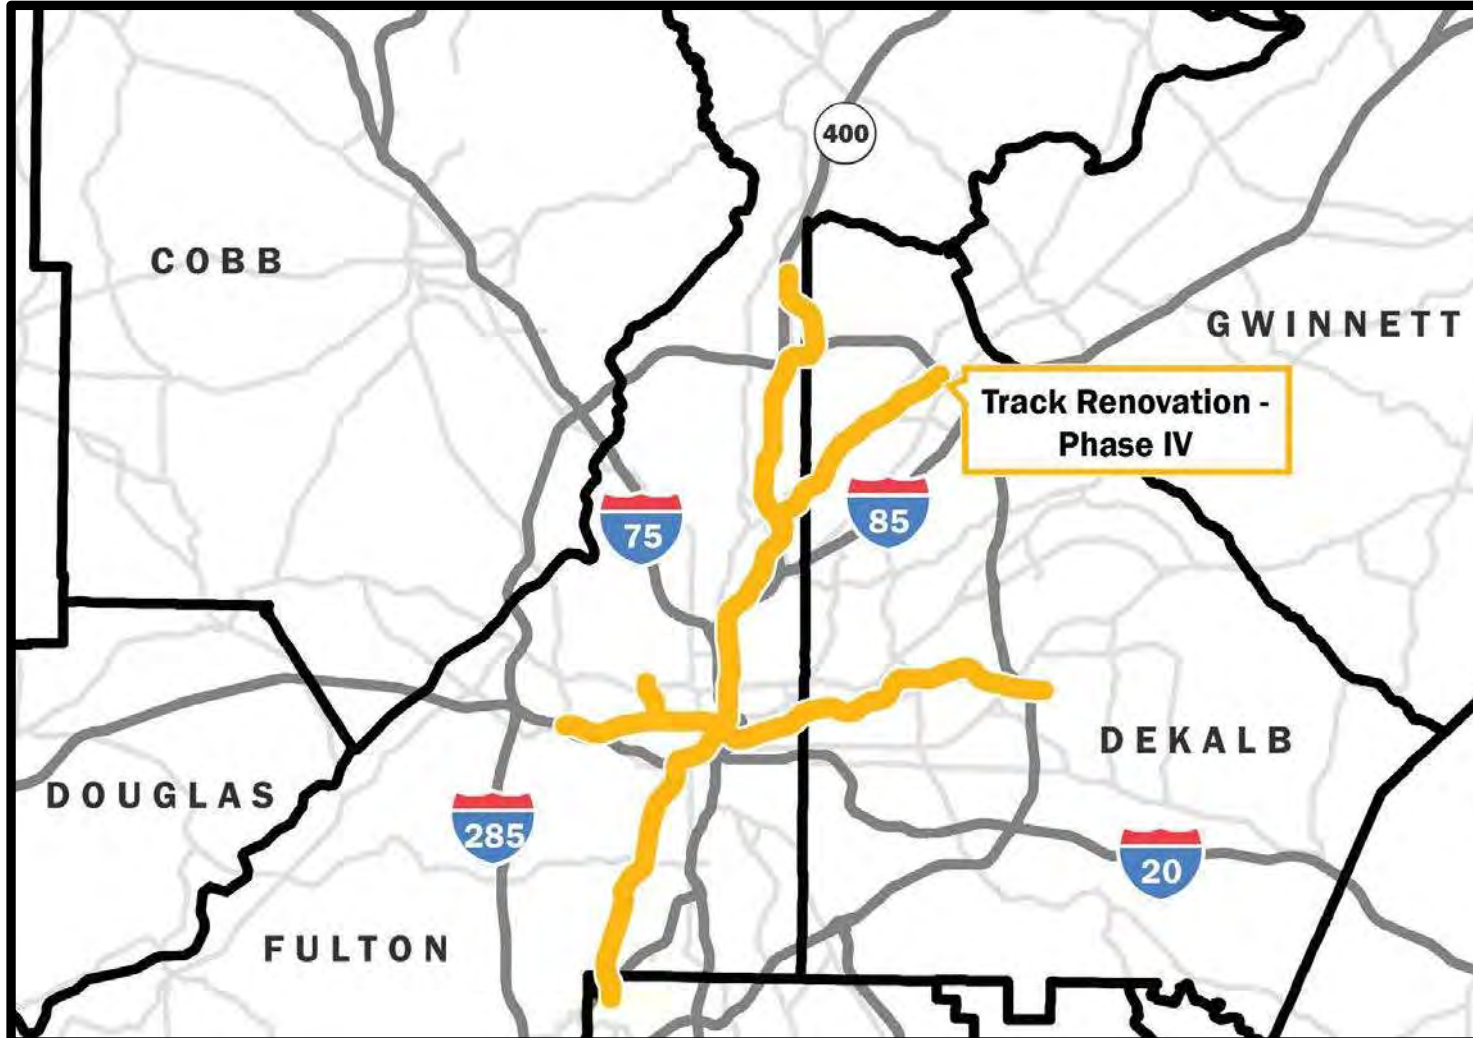 400
COBB
GWINNETT
Track Renovation -
Phase IV
75
85
DEKALB
DOUGLAS
285
20
FULTON